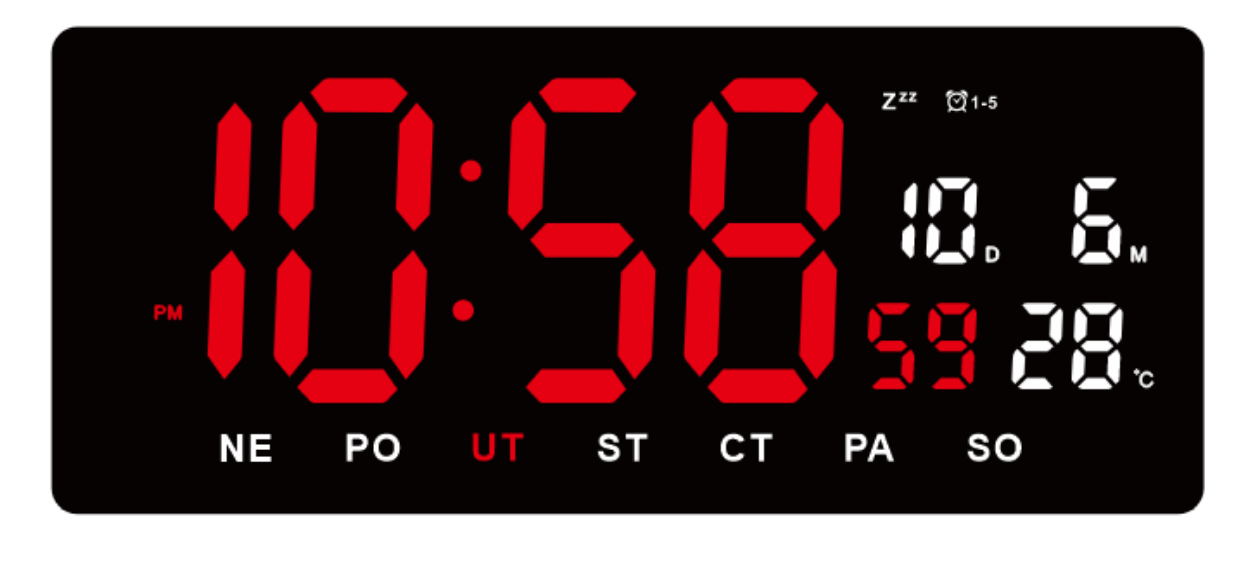 Zzz 1-5
10:58
10 D 6 M
PM
59 28 °C
NE PO UT ST CT PA SO